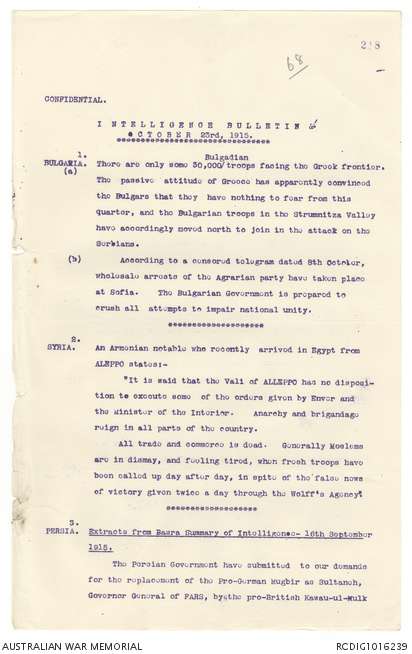 218
68
CONFIDENTIAL.
I N T E L L I G E N C E  B U L L E T I N
OCTOBER 23rd, 1915.
*******************************
1.
Bulgadian
BULGARIA. There are only some 50,000/troops facing the Greek frontier.
(a)
The passive attitude of Greece has apparently convinced
the Bulgars that they have nothing to fear from this
quarter, and the Bulgarian troops in the Strumnitza Valley
have accordingly moved north to join in the attack on the
Serbians.
(b) According to a censored telegram dated 8th October,
wholesale arrests of the Agrarian party have taken place
at Sofia. The Bulgarian Government is prepared to
crush all attempts to impair national unity.
********************
2.
SYRIA. An Armenian notable who recently arrived in Egypt from
ALEPPO states:-
"It is said that the Vali of ALLEPPO has no disposi-
tion to execute some of the orders given by Enver and
the Minister of the Interior. Anarchy and brigandage
reign in all parts of the country.
All trade and commerce is dead. Generally Moslems
are in dismay, and feeling tired, when fresh troops have
been called up day after day, in spite of the false news
of victory given twice a day through the Wolff's Agency"
********************
3.
PERSIA. Extracts from Basra Summary of Intelligence- 16th September
1915.
The Persian Government have submitted to our demands
for the replacement of the Pro-German Mugbir as Sultaneh,
Governor General of FARS, by the pro-British Kawau-ul-Mulk
AUSTRALIAN WAR MEMORIAL
RCDIG1016239